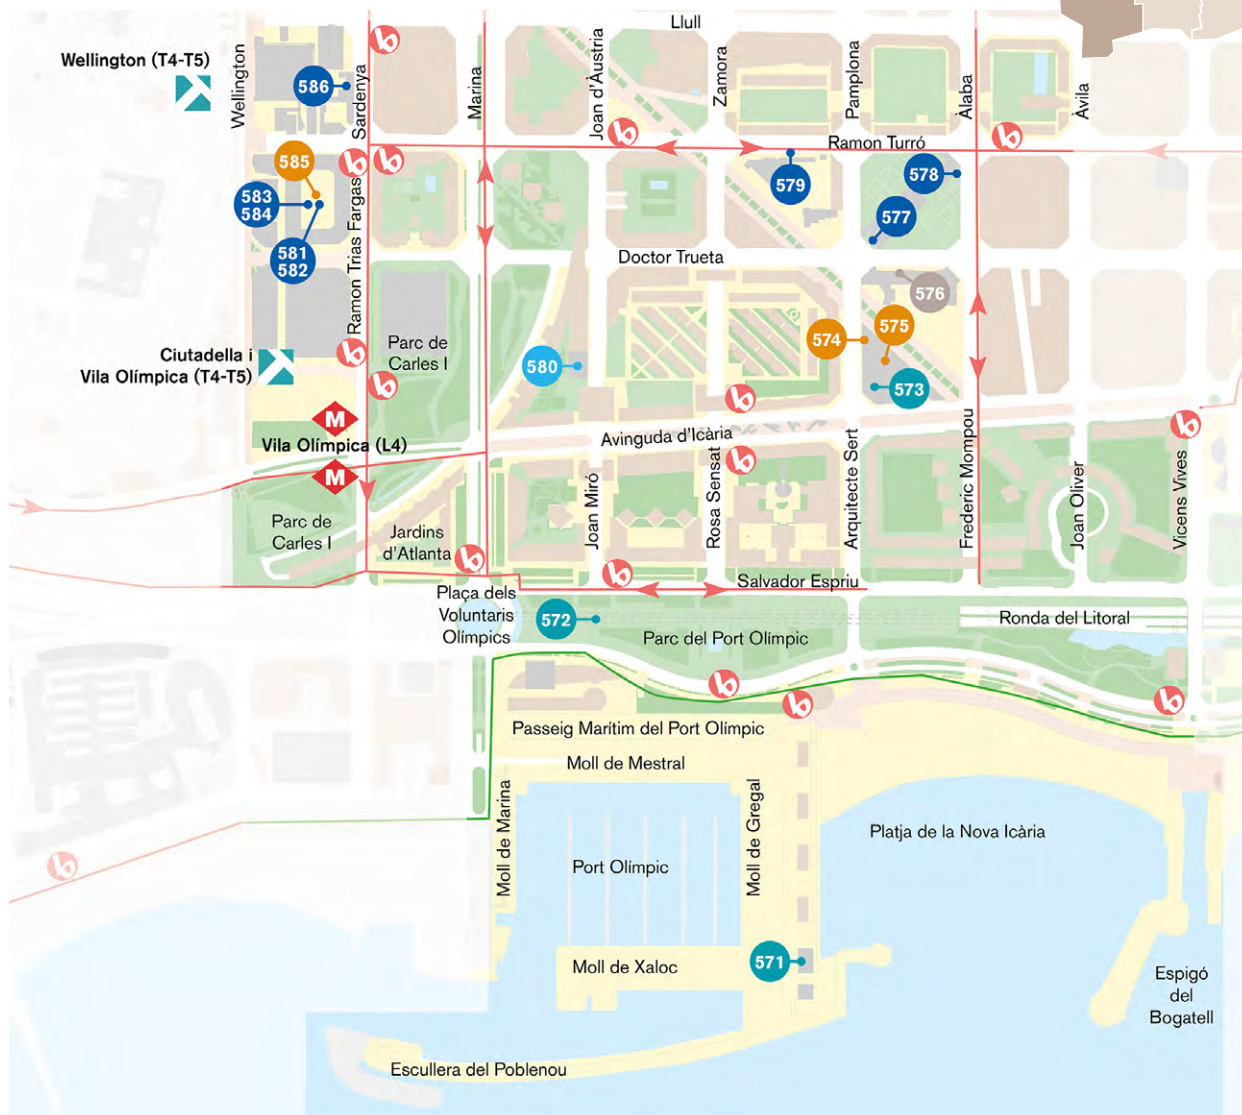 Llull
Wellington (T4-T5)
Wellington
586
Sardenya
Marina
Joan d'Àustria
Zamora
Pamplona
Àlaba
Àvila
Ramon Turró
585
583
584
581
582
579
578
577
Ramon Trias Fargas
Doctor Trueta
576
575
574
573
580
Parc de
Carles I
Ciutadella i
Vila Olímpica (T4-T5)
M
Vila Olímpica (L4)
M
Avinguda d'Icària
Parc de
Carles I
Jardins
d'Atlanta
Joan Miró
Rosa Sensat
Arquitecte Sert
Frederic Mompou
Joan Oliver
Vicens Vives
Salvador Espriu
Plaça dels
Voluntaris
Olímpics
572
Parc del Port Olímpic
Ronda del Litoral
Passeig Marítim del Port Olímpic
Moll de Mestral
Moll de Marina
Moll de Gregal
Port Olímpic
Platja de la Nova Icària
571
Moll de Xaloc
Espigó
del
Bogatell
Escullera del Poblenou